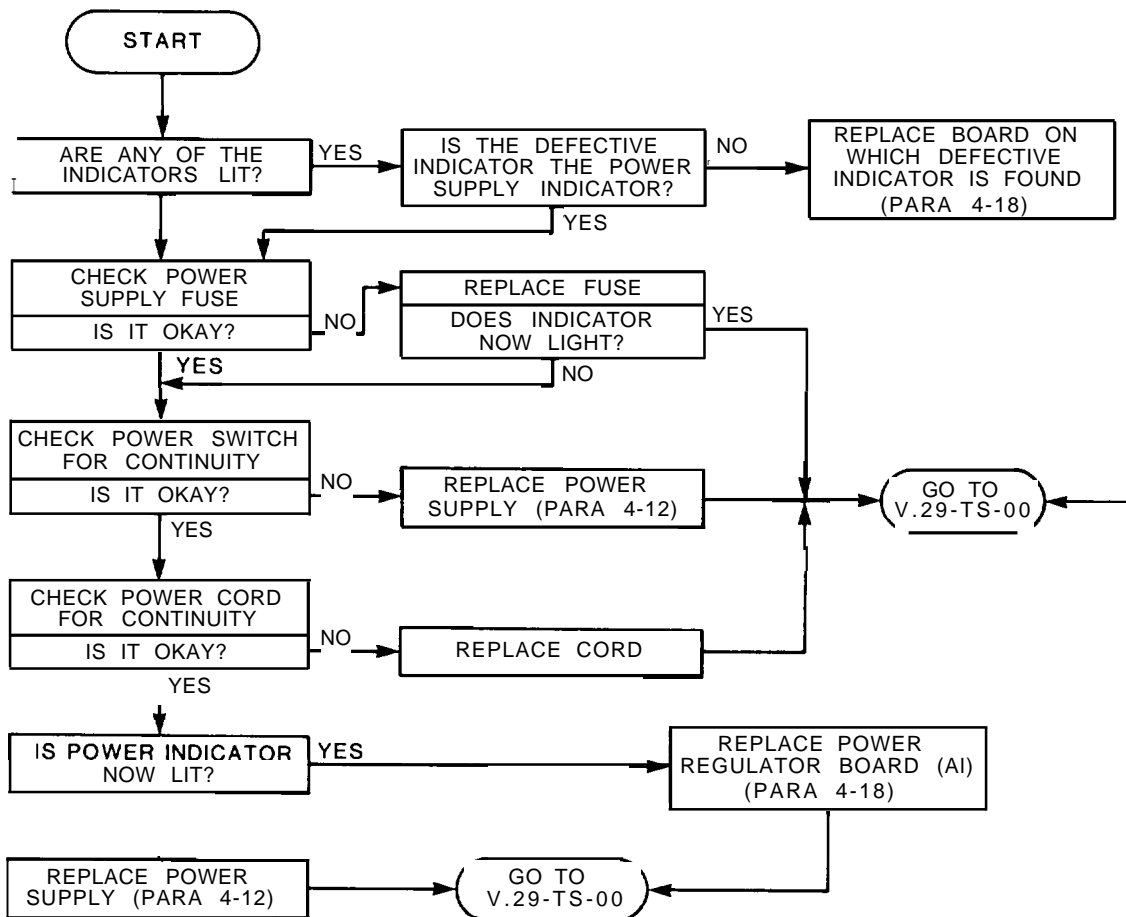 START
ARE ANY OF THE
INDICATORS LIT?
YES
IS THE DEFECTIVE
INDICATOR THE POWER
SUPPLY INDICATOR?
NO
REPLACE BOARD ON
WHICH DEFECTIVE
INDICATOR IS FOUND
(PARA 4-18)
YES
CHECK POWER
SUPPLY FUSE
IS IT OKAY?
NO
REPLACE FUSE
DOES INDICATOR
NOW LIGHT?
YES
YES
NO
CHECK POWER SWITCH
FOR CONTINUITY
IS IT OKAY?
NO
REPLACE POWER
SUPPLY (PARA 4-12)
GO TO
V.29-TS-00
YES
CHECK POWER CORD
FOR CONTINUITY
IS IT OKAY?
NO
REPLACE CORD
YES
IS POWER INDICATOR
NOW LIT?
YES
REPLACE POWER
REGULATOR BOARD (AI)
(PARA 4-18)
REPLACE POWER
SUPPLY (PARA 4-12)
GO TO
V.29-TS-00